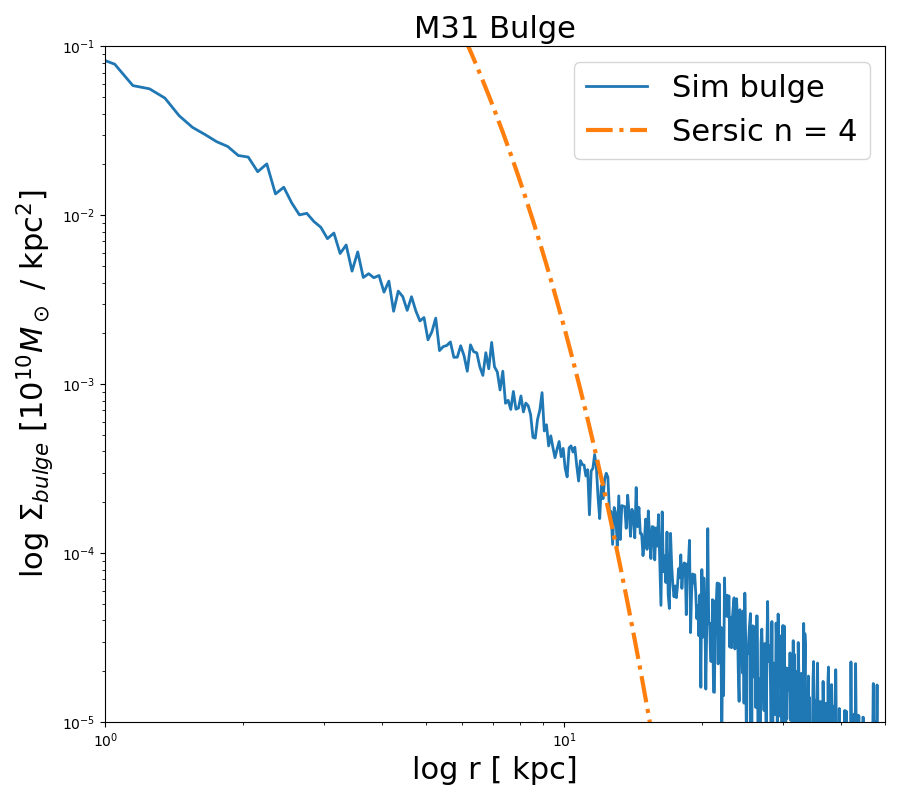 M31 Bulge
Sim bulge
Sersic n = 4
log Σ_bulge [10^10 M_⊙ / kpc^2]
10^-1
10^-2
10^-3
10^-4
10^-5
10^0
10^1
log r [ kpc]